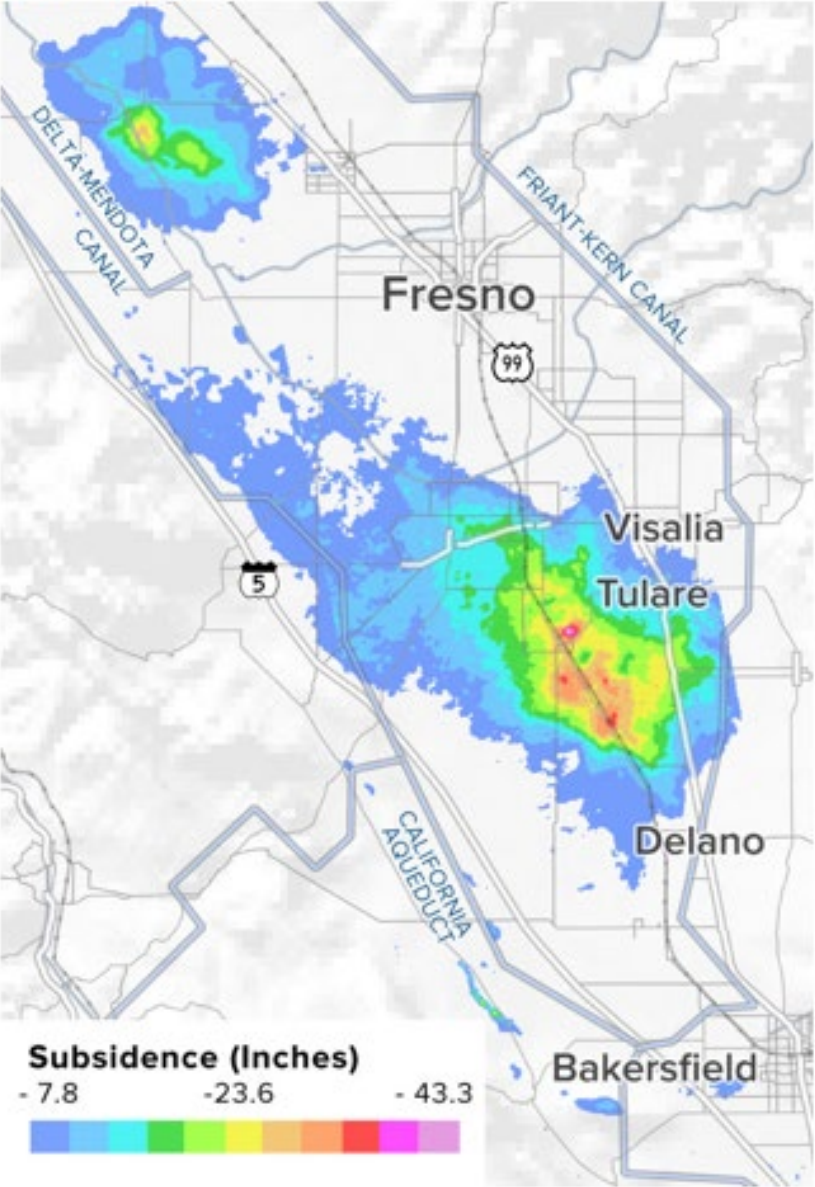 DELTA-MENDOTA
CANAL
FRIANT-KERN CANAL
Fresno
99
Visalia
5
Tulare
CALIFORNIA
AQUEDUCT
Delano
Bakersfield
Subsidence (Inches)
- 7.8 -23.6 - 43.3